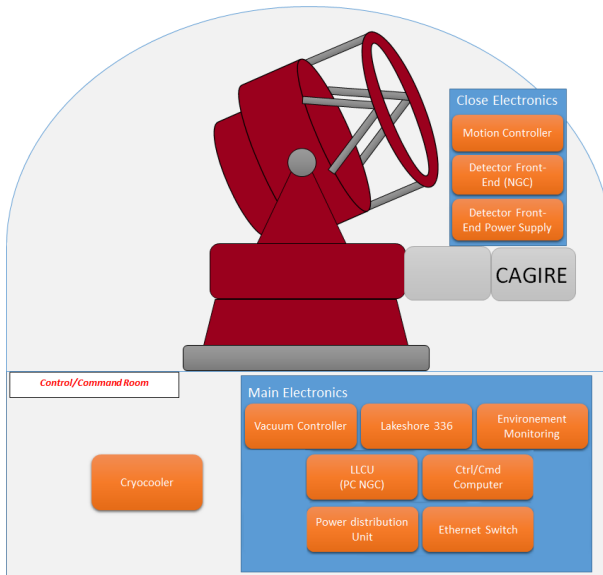 Close Electronics
Motion Controller
Detector Front-
End (NGC)
Detector Front-
End Power Supply
CAGIRE
Control/Command Room
Main Electronics
Vacuum Controller
Lakeshore 336
Environement
Monitoring
Cryocooler
LLCU
(PC NGC)
Ctrl/Cmd
Computer
Power distribution
Unit
Ethernet Switch